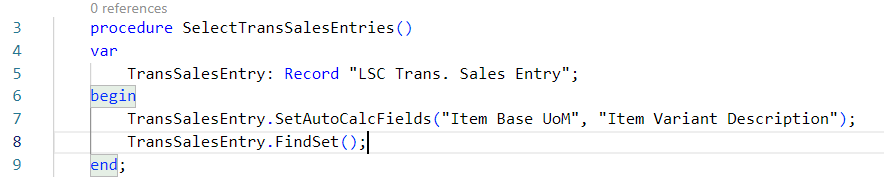 0 references
3 procedure SelectTransSalesEntries()
4 var
5 TransSalesEntry: Record "LSC Trans. Sales Entry";
6 begin
7 TransSalesEntry.SetAutoCalcFields("Item Base UoM", "Item Variant Description");
8 TransSalesEntry.FindSet();
9 end;